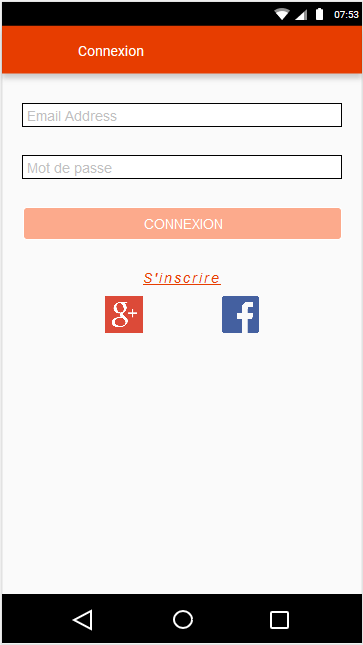 07:53
Connexion
Email Address
Mot de passe
CONNEXION
S'inscrire
g+
f